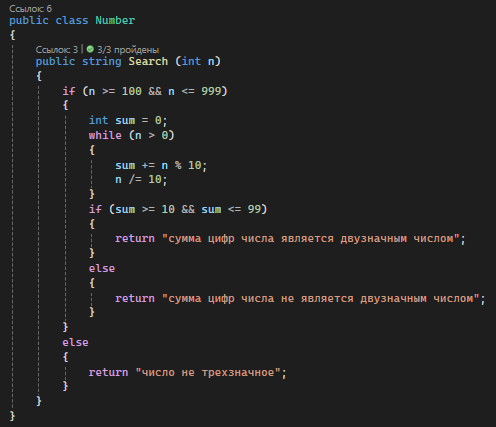 Ссылок: 6
public class Number
{
Ссылок: 3 | 3/3 пройдены
public string Search (int n)
{
if (n >= 100 && n <= 999)
{
int sum = 0;
while (n > 0)
{
sum += n % 10;
n /= 10;
}
if (sum >= 10 && sum <= 99)
{
return "сумма цифр числа является двузначным числом";
}
else
{
return "сумма цифр числа не является двузначным числом";
}
}
else
{
return "число не трехзначное";
}
}
}